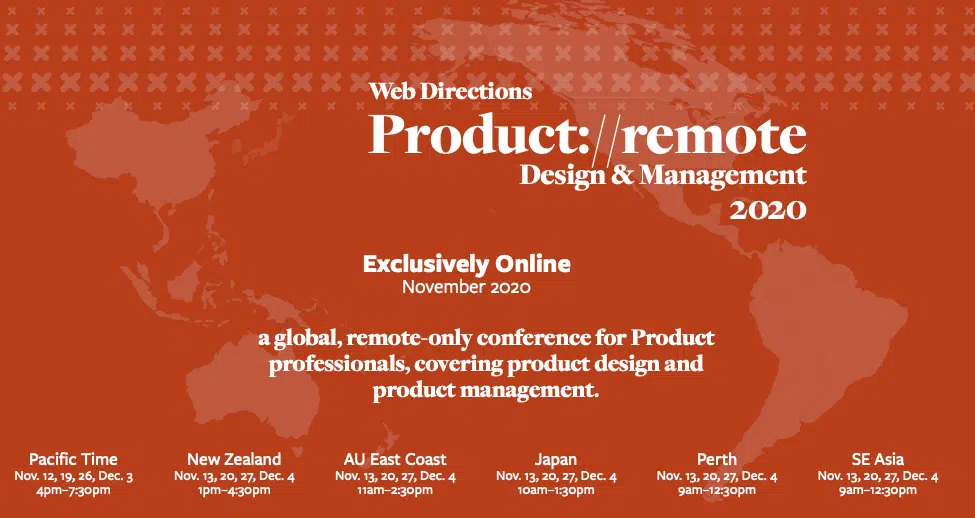 Web Directions
Product://remote
Design & Management
2020
Exclusively Online
November 2020
a global, remote-only conference for Product
professionals, covering product design and
product management.
Pacific Time
Nov. 12, 19, 26, Dec. 3
4pm–7:30pm
New Zealand
Nov. 13, 20, 27, Dec. 4
1pm–4:30pm
AU East Coast
Nov. 13, 20, 27, Dec. 4
11am–2:30pm
Japan
Nov. 13, 20, 27, Dec. 4
10am–1:30pm
Perth
Nov. 13, 20, 27, Dec. 4
9am–12:30pm
SE Asia
Nov. 13, 20, 27, Dec. 4
9am–12:30pm